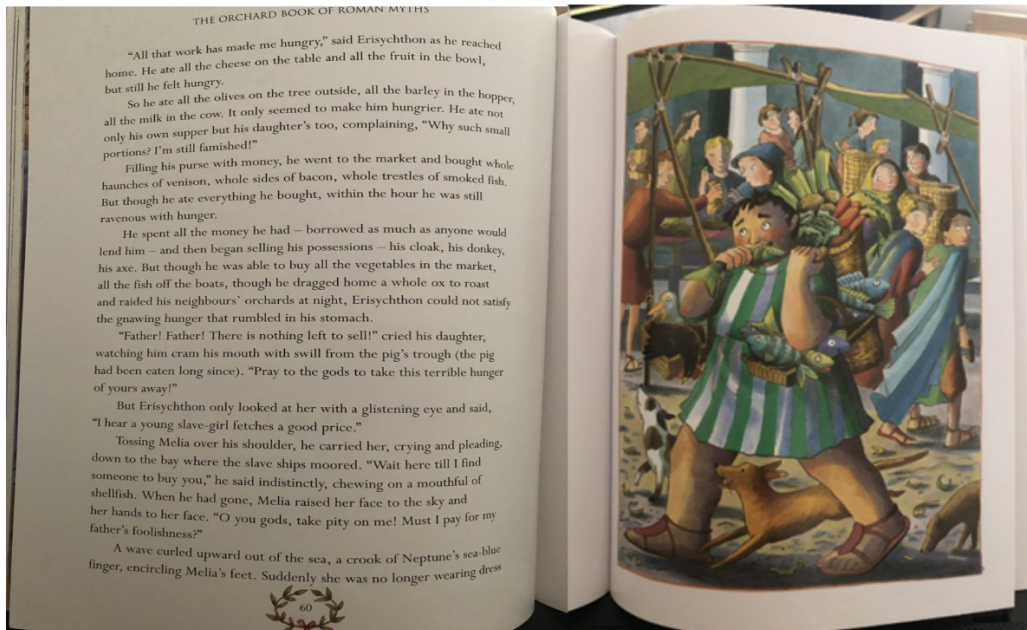 THE ORCHARD BOOK OF ROMAN MYTHS
“All that work has made me hungry,” said Erisychthon as he reached
home. He ate all the cheese on the table and all the fruit in the bowl,
but still he felt hungry.
So he ate all the olives on the tree outside, all the barley in the hopper,
all the milk in the cow. It only seemed to make him hungrier. He ate not
only his own supper but his daughter’s too, complaining, “Why such small
portions? I’m still famished!”
Filling his purse with money, he went to the market and bought whole
haunches of venison, whole sides of bacon, whole trestles of smoked fish.
But though he ate everything he bought, within the hour he was still
ravenous with hunger.
He spent all the money he had – borrowed as much as anyone would
lend him – and then began selling his possessions – his cloak, his donkey,
his axe. But though he was able to buy all the vegetables in the market,
all the fish off the boats, though he dragged home a whole ox to roast
and raided his neighbours’ orchards at night, Erisychthon could not satisfy
the gnawing hunger that rumbled in his stomach.
“Father! Father! There is nothing left to sell!” cried his daughter,
watching him cram his mouth with swill from the pig’s trough (the pig
had been eaten long since). “Pray to the gods to take this terrible hunger
of yours away!”
But Erisychthon only looked at her with a glistening eye and said,
“I hear a young slave-girl fetches a good price.”
Tossing Melia over his shoulder, he carried her, crying and pleading,
down to the bay where the slave ships moored. “Wait here till I find
someone to buy you,” he said indistinctly, chewing on a mouthful of
shellfish. When he had gone, Melia raised her face to the sky and
her hands to her face. “O you gods, take pity on me! Must I pay for my
father’s foolishness?”
A wave curled upward out of the sea, a crook of Neptune’s sea-blue
finger, encircling Melia’s feet. Suddenly she was no longer wearing dress
60